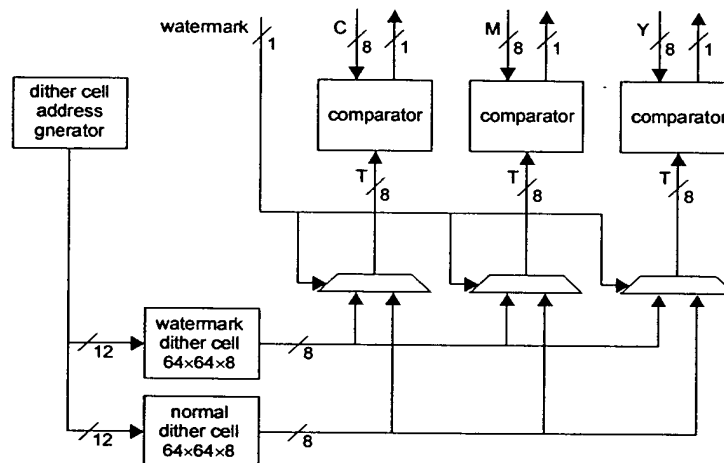 watermark 1 C 8 1 M 8 1 Y 8 1
dither cell
address
gnerator
comparator comparator comparator
T 8 T 8 T 8
12 watermark
dither cell
64×64×8 8
12 normal
dither cell
64×64×8 8